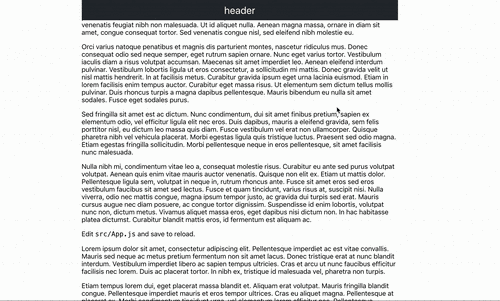 header
venenatis feugiat nibh non malesuada. Ut id aliquet nulla. Aenean magna massa, ornare in diam sit
amet, congue consequat tortor. Sed venenatis congue nisl, sed eleifend nibh molestie eu.
Orci varius natoque penatibus et magnis dis parturient montes, nascetur ridiculus mus. Donec
consequat odio sed neque semper, eget rutrum sapien ornare. Nunc eget varius tortor. Vestibulum
iaculis diam a risus volutpat accumsan. Maecenas sit amet imperdiet leo. Aenean eleifend interdum
pulvinar. Vestibulum lobortis ligula ut eros consectetur, a sollicitudin mi mattis. Donec gravida velit ut
nisl mattis hendrerit. In at facilisis metus. Curabitur gravida ipsum eget urna lacinia euismod. Etiam in
lorem facilisis enim tempus egestas. Ut elementum sem dictum tellus mollis
pulvinar. Duis rhoncus turpis a magna dapibus pellentesque. Mauris bibendum eu nulla sit amet
sodales. Fusce eget sodales purus.
Sed fringilla sit amet est ac dictum. Nunc condimentum, dui sit amet finibus pretium, sapien ex
elementum odio, vel efficitur ligula elit nec eros. Duis dapibus, mauris a eleifend gravida, sem felis
porttitor nisl, eu dictum leo massa quis diam. Fusce vestibulum vel erat non ullamcorper. Quisque
pharetra nibh vel vehicula placerat. Morbi egestas ligula quis tristique luctus. Praesent sed odio magna.
Etiam egestas fringilla sollicitudin. Morbi pellentesque neque in eros pellentesque, sit amet facilisis
nunc malesuada.
Nulla nibh mi, condimentum vitae leo a, consequat molestie risus. Curabitur eu ante sed purus volutpat
volutpat. Aenean quis enim vitae mauris auctor venenatis. Quisque non elit ex. Etiam ut mattis dolor.
Pellentesque ligula sem, volutpat in neque in, rutrum rhoncus ante. Fusce sit amet eros sed eros
vestibulum faucibus sit amet sed lectus. Fusce et quam tincidunt, varius risus at, suscipit nisi. Nulla
viverra, odio nec mattis congue, magna ipsum tempor justo, ac gravida dui turpis sed erat. Mauris
cursus augue nec diam posuere, ac congue tortor dignissim. Suspendisse id enim lobortis, volutpat
nunc non, dictum metus. Vivamus aliquet massa eros, eget dapibus nisi dictum non. In hac habitasse
platea dictumst. Curabitur blandit mattis eros, id fermentum est aliquam ac.
Edit src/App.js and save to reload.
Lorem ipsum dolor sit amet, consectetur adipiscing elit. Pellentesque imperdiet ac est vitae convallis.
Mauris sed neque ac metus pretium fermentum non sit amet lacus. Donec tristique erat at nunc blandit
interdum. Vestibulum libero ac sapien tempus ultricies. Cras et arcu ut nunc faucibus efficitur
facilisis nec lorem. Duis ac placerat tortor. In nibh ex, tristique id malesuada vel, pharetra non turpis.
Etiam tempus lorem dui, eget placerat massa blandit et. Aliquam erat volutpat. Mauris fringilla blandit
congue. Pellentesque imperdiet mauris et eros tempor ultrices. Cras eu aliquet magna. Pellentesque at